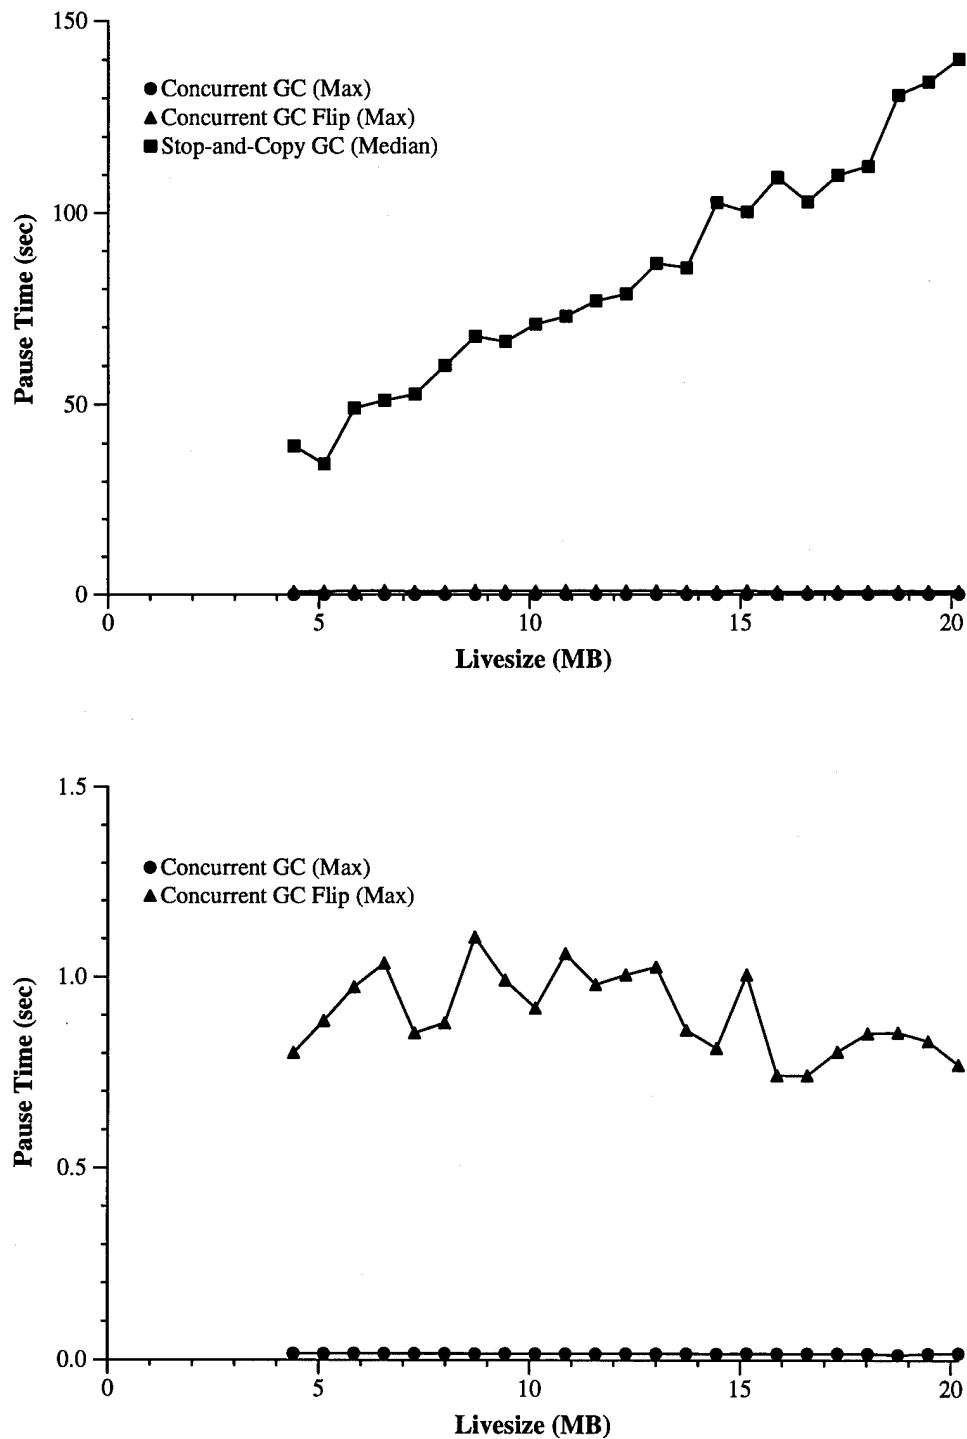 150
Concurrent GC (Max)
Concurrent GC Flip (Max)
Stop-and-Copy GC (Median)
100
Pause Time (sec)
50
0
0 5 10 15 20
Livesize (MB)
1.5
Concurrent GC (Max)
Concurrent GC Flip (Max)
1.0
Pause Time (sec)
0.5
0.0
0 5 10 15 20
Livesize (MB)